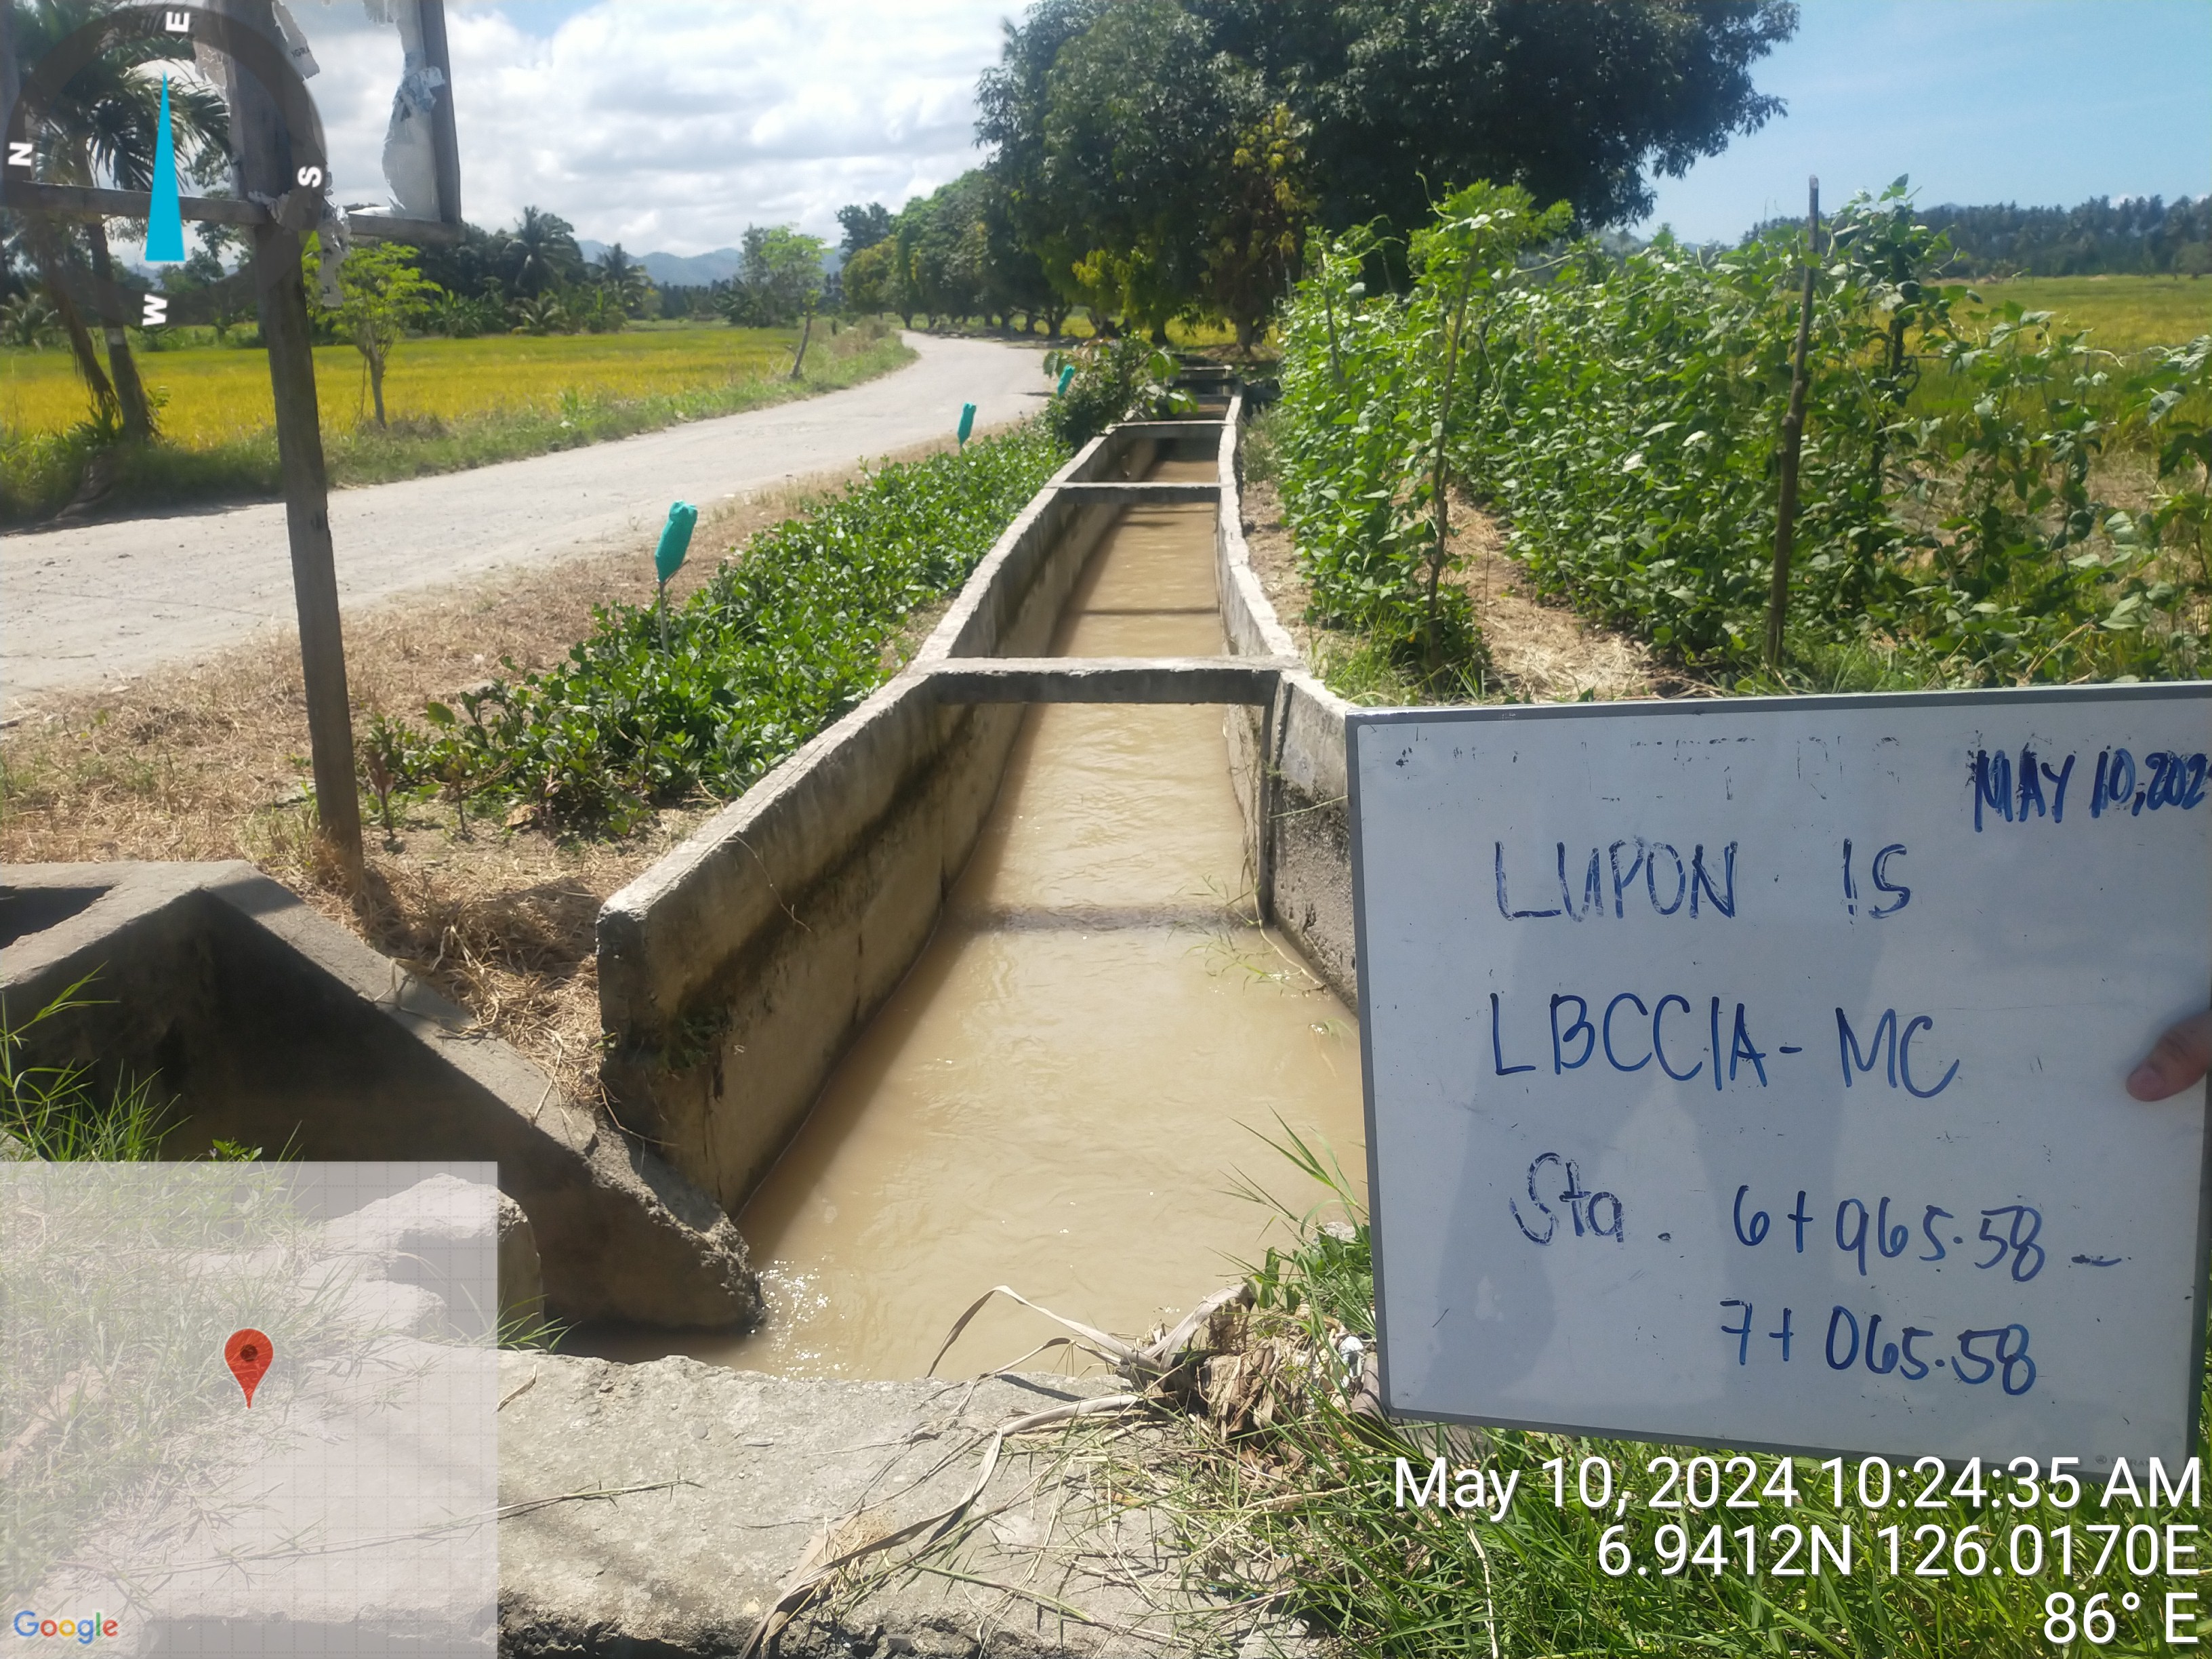 E
N
S
W
MAY 10, 202
LUPON IS
LBCCIA - MC
Sta. 6+965.58 -
7+065.58
May 10, 2024 10:24:35 AM
6.9412N 126.0170E
86° E
Google